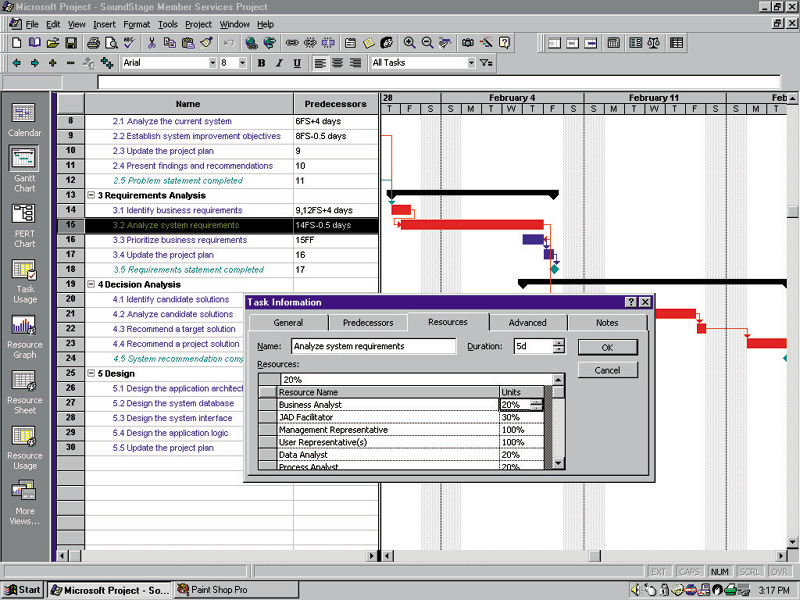 Microsoft Project - SoundStage Member Services Project
File Edit View Insert Format Tools Project Window Help
Arial 8 B I U All Tasks
Name Predecessors
28 February 4 February 11 Feb
T F S S M T W T F S S M T W T F S S M T
8 2.1 Analyze the current system 6FS+4 days
9 2.2 Establish system improvement objectives 8FS-0.5 days
10 2.3 Update the project plan 9
11 2.4 Present findings and recommendations 10
12 2.5 Problem statement completed 11
13 3 Requirements Analysis
14 3.1 Identify business requirements 9,12FS+4 days
15 3.2 Analyze system requirements 14FS-0.5 days
16 3.3 Prioritize business requirements 15FF
17 3.4 Update the project plan 16
18 3.5 Requirements statement completed 17
19 4 Decision Analysis
20 4.1 Identify candidate solutions
21 4.2 Analyze candidate solutions
22 4.3 Recommend a target solution
23 4.4 Recommend a project solution
24 4.5 System recommendation comp
25 5 Design
26 5.1 Design the application architect
27 5.2 Design the system database
28 5.3 Design the system interface
29 5.4 Design the application logic
30 5.5 Update the project plan
Calendar
Gantt
Chart
PERT
Chart
Task
Usage
Resource
Graph
Resource
Sheet
Resource
Usage
More
Views...
Task Information
General Predecessors Resources Advanced Notes
Name: Analyze system requirements Duration: 5d OK
Cancel
Resources:
20%
Resource Name Units
Business Analyst 20%
JAD Facilitator 30%
Management Representative 100%
User Representative(s) 100%
Data Analyst 20%
Process Analyst 20%
EXT CAPS NUM SCRL OVR
Start Microsoft Project - So... Paint Shop Pro 3:17 PM